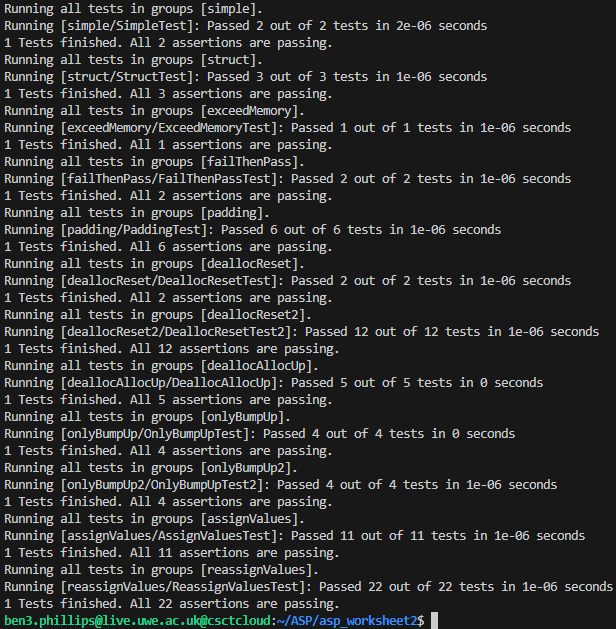 Running all tests in groups [simple].
Running [simple/SimpleTest]: Passed 2 out of 2 tests in 2e-06 seconds
1 Tests finished. All 2 assertions are passing.
Running all tests in groups [struct].
Running [struct/StructTest]: Passed 3 out of 3 tests in 1e-06 seconds
1 Tests finished. All 3 assertions are passing.
Running all tests in groups [exceedMemory].
Running [exceedMemory/ExceedMemoryTest]: Passed 1 out of 1 tests in 1e-06 seconds
1 Tests finished. All 1 assertions are passing.
Running all tests in groups [failThenPass].
Running [failThenPass/FailThenPassTest]: Passed 2 out of 2 tests in 1e-06 seconds
1 Tests finished. All 2 assertions are passing.
Running all tests in groups [padding].
Running [padding/PaddingTest]: Passed 6 out of 6 tests in 1e-06 seconds
1 Tests finished. All 6 assertions are passing.
Running all tests in groups [deallocReset].
Running [deallocReset/DeallocResetTest]: Passed 2 out of 2 tests in 1e-06 seconds
1 Tests finished. All 2 assertions are passing.
Running all tests in groups [deallocReset2].
Running [deallocReset2/DeallocResetTest2]: Passed 12 out of 12 tests in 1e-06 seconds
1 Tests finished. All 12 assertions are passing.
Running all tests in groups [deallocAllocUp].
Running [deallocAllocUp/DeallocAllocUp]: Passed 5 out of 5 tests in 0 seconds
1 Tests finished. All 5 assertions are passing.
Running all tests in groups [onlyBumpUp].
Running [onlyBumpUp/OnlyBumpUpTest]: Passed 4 out of 4 tests in 0 seconds
1 Tests finished. All 4 assertions are passing.
Running all tests in groups [onlyBumpUp2].
Running [onlyBumpUp2/OnlyBumpUpTest2]: Passed 4 out of 4 tests in 1e-06 seconds
1 Tests finished. All 4 assertions are passing.
Running all tests in groups [assignValues].
Running [assignValues/AssignValuesTest]: Passed 11 out of 11 tests in 1e-06 seconds
1 Tests finished. All 11 assertions are passing.
Running all tests in groups [reassignValues].
Running [reassignValues/ReassignValuesTest]: Passed 22 out of 22 tests in 1e-06 seconds
1 Tests finished. All 22 assertions are passing.
ben3.phillips@live.uwe.ac.uk@csctcloud:~/ASP/asp_worksheet2$